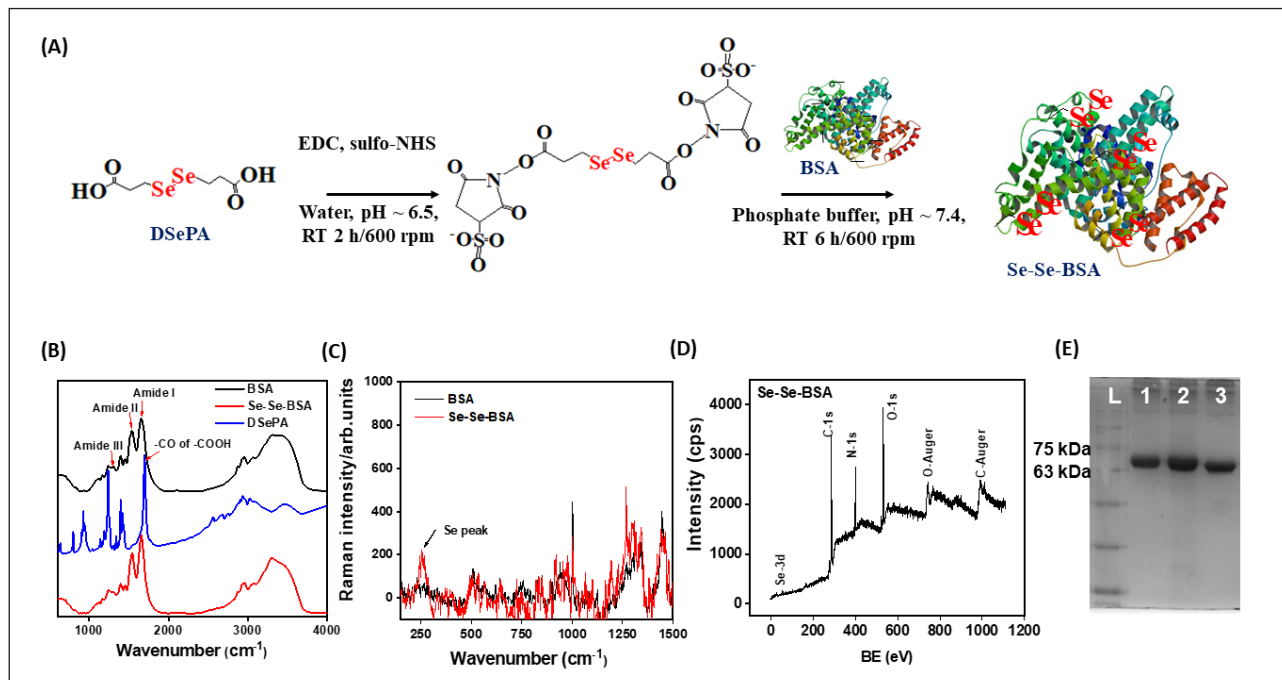 (A)
EDC, sulfo-NHS
Water, pH ~ 6.5,
RT 2 h/600 rpm
HO
O
Se
Se
O
OH
DSePA
O
O
S
O-
O
N
O
O
O
Se
Se
O
O
O
N
O
O
S
O-
O
O
BSA
Phosphate buffer, pH ~ 7.4,
RT 6 h/600 rpm
Se
Se
Se
Se
Se
Se
Se
Se
Se-Se-BSA
(B)
Amide I
Amide II
Amide III
-CO of -COOH
BSA
Se-Se-BSA
DSePA
1000 2000 3000 4000
Wavenumber (cm-1)
(C)
Raman intensity/arb.units
1000
800
600
400
200
0
BSA
Se-Se-BSA
Se peak
250 500 750 1000 1250 1500
Wavenumber (cm-1)
(D)
Se-Se-BSA
Intensity (cps)
4000
3000
2000
1000
0
Se-3d
C-1s
N-1s
O-1s
O-Auger
C-Auger
0 200 400 600 800 1000 1200
BE (eV)
(E)
L 1 2 3
75 kDa
63 kDa